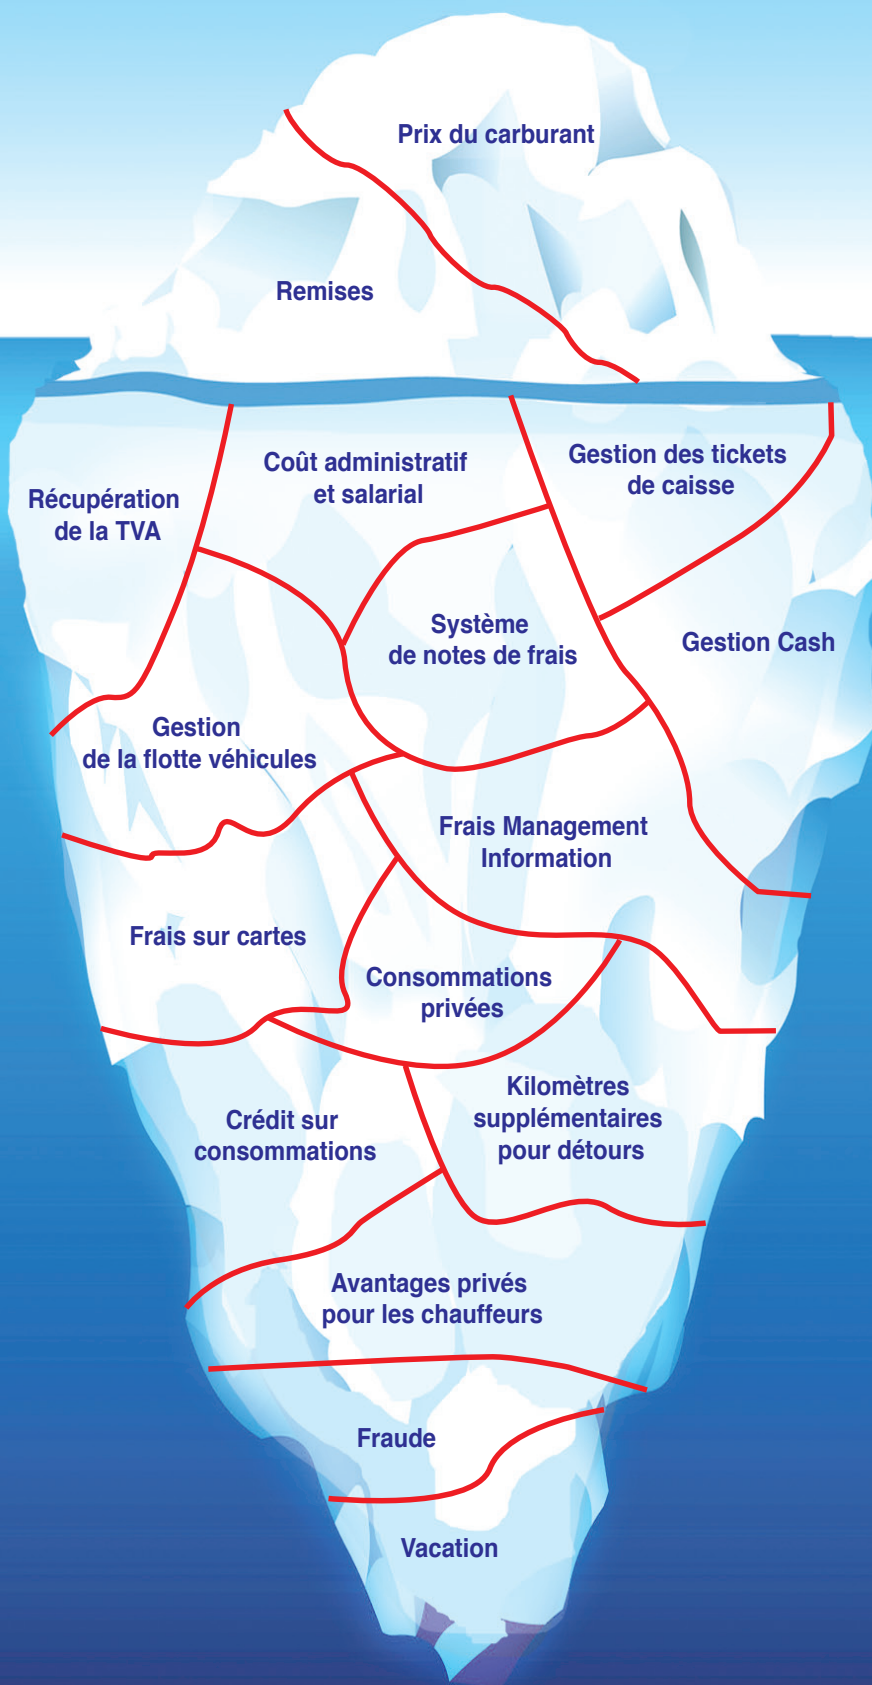 Prix du carburant
Remises
Récupération
de la TVA
Coût administratif
et salarial
Gestion des tickets
de caisse
Système
de notes de frais
Gestion Cash
Gestion
de la flotte véhicules
Frais Management
Information
Frais sur cartes
Consommations
privées
Crédit sur
consommations
Kilomètres
supplémentaires
pour détours
Avantages privés
pour les chauffeurs
Fraude
Vacation